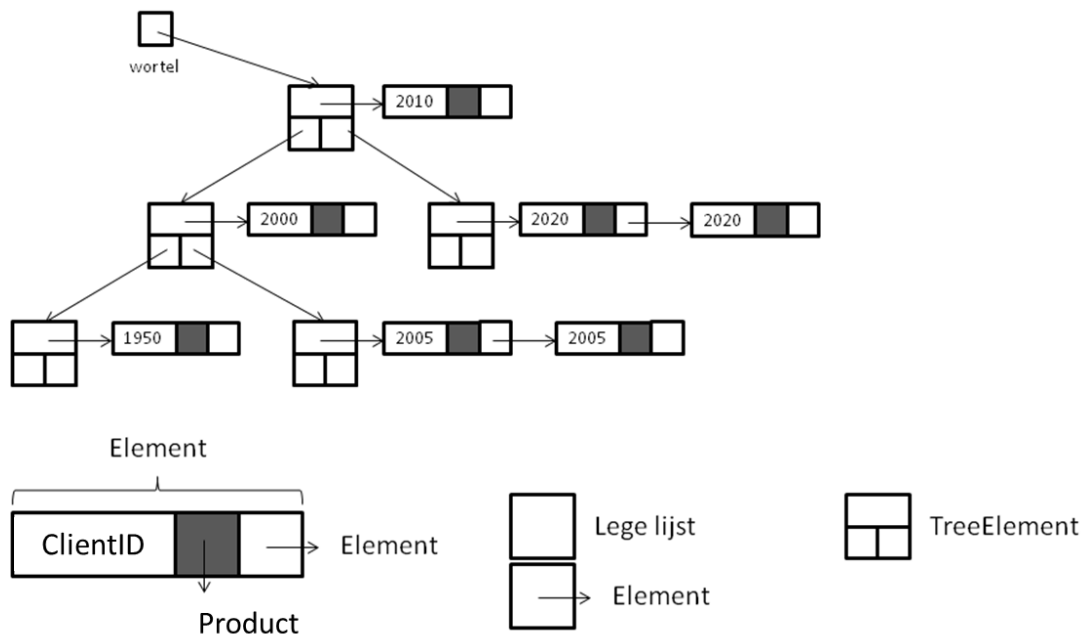 wortel
2010
2000
2020
2020
1950
2005
2005
Element
ClientID
Element
Product
Lege lijst
Element
TreeElement